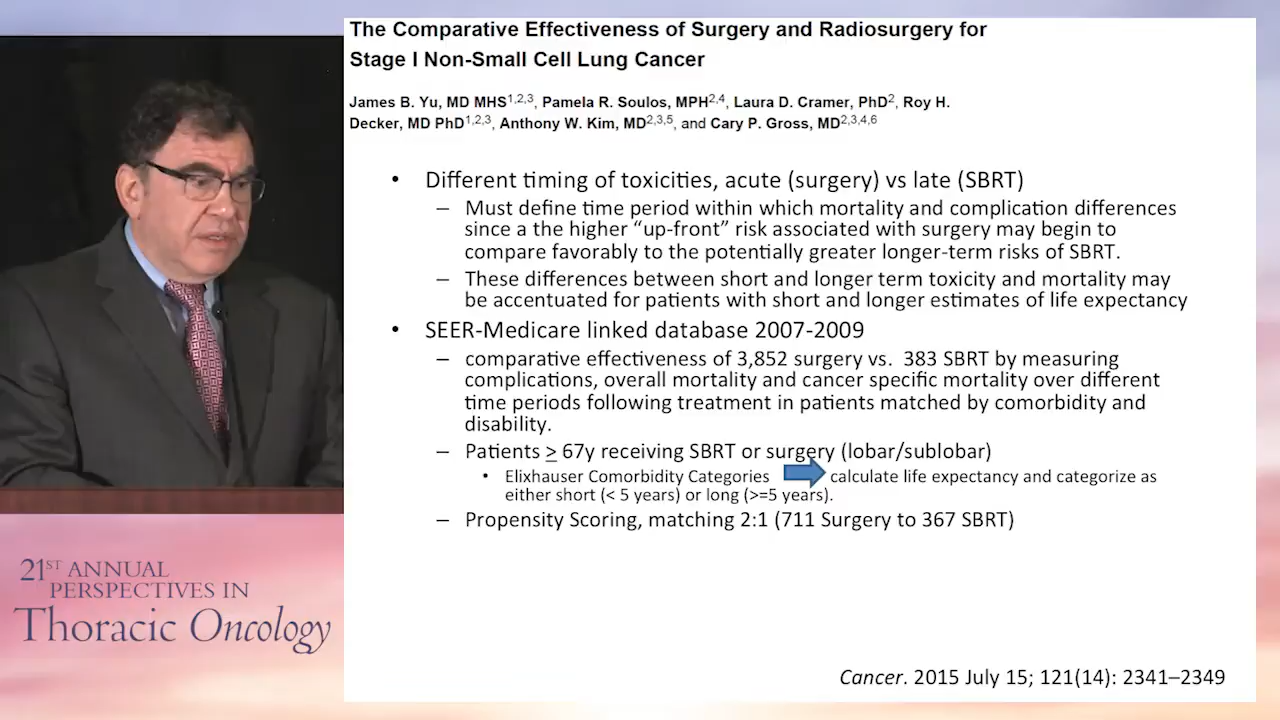 The Comparative Effectiveness of Surgery and Radiosurgery for
Stage I Non-Small Cell Lung Cancer
James B. Yu, MD MHS1,2,3, Pamela R. Soulos, MPH2,4, Laura D. Cramer, PhD2, Roy H.
Decker, MD PhD1,2,3, Anthony W. Kim, MD2,3,5, and Cary P. Gross, MD2,3,4,6
• Different timing of toxicities, acute (surgery) vs late (SBRT)
– Must define time period within which mortality and complication differences
since a the higher “up-front” risk associated with surgery may begin to
compare favorably to the potentially greater longer-term risks of SBRT.
– These differences between short and longer term toxicity and mortality may
be accentuated for patients with short and longer estimates of life expectancy
• SEER-Medicare linked database 2007-2009
– comparative effectiveness of 3,852 surgery vs. 383 SBRT by measuring
complications, overall mortality and cancer specific mortality over different
time periods following treatment in patients matched by comorbidity and
disability.
– Patients > 67y receiving SBRT or surgery (lobar/sublobar)
• Elixhauser Comorbidity Categories calculate life expectancy and categorize as
either short (< 5 years) or long (>=5 years).
– Propensity Scoring, matching 2:1 (711 Surgery to 367 SBRT)
Cancer. 2015 July 15; 121(14): 2341–2349
21ST ANNUAL
PERSPECTIVES IN
Thoracic Oncology